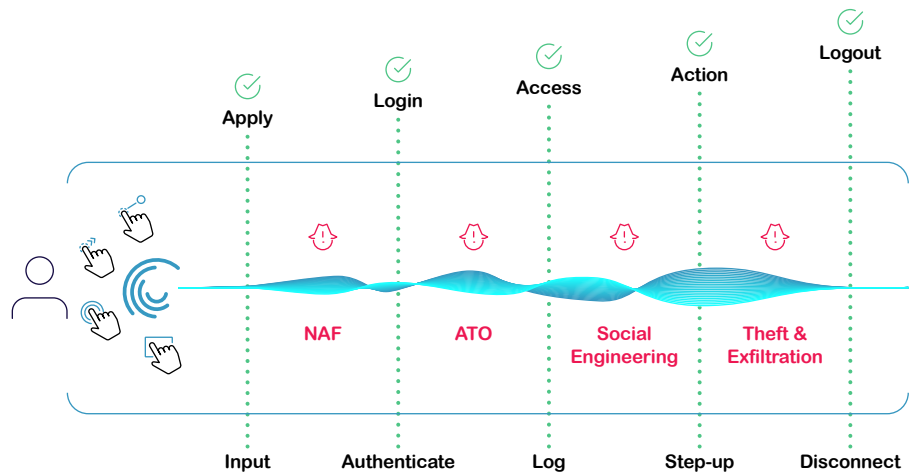 Apply
Login
Access
Action
Logout
NAF
ATO
Social
Engineering
Theft &
Exfiltration
Input
Authenticate
Log
Step-up
Disconnect